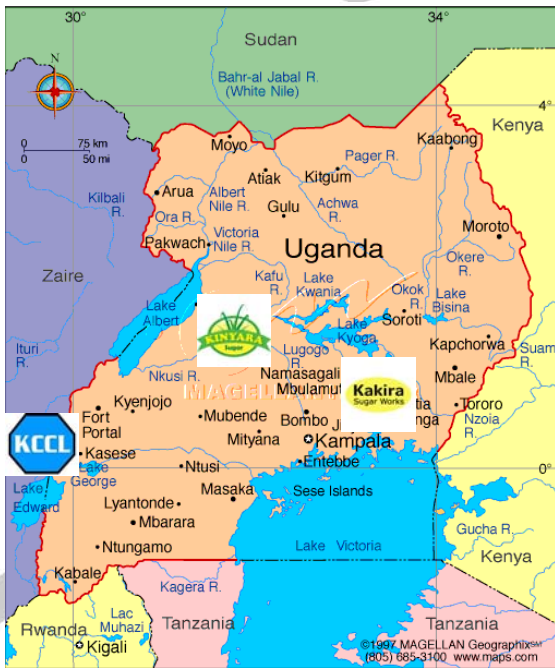 30°
34°
Sudan
N
Bahr-al Jabal R.
(White Nile)
4°
0 75 km
0 50 mi
Moyo
Kaabong
Kenya
Pager R.
Atiak
Kitgum
Kilbali
R.
Arua
Albert
Nile R.
Achwa
R.
Ora R.
Gulu
Moroto
Pakwach
Victoria
Nile R.
Uganda
Okere
R.
Zaire
Kafu
R.
Lake
Kwania
Okok
R.
Lake
Bisina
Lake
Albert
KINYARA
Sugar
Soroti
Lake
Kyoga
Kapchorwa
Suam
R.
Ituri
R.
Lugogo
R.
Nkusi R.
Namasagali
Mbulamut
MAGELL
Kakira
Sugar Works
Mbale
Fort
Portal
Kyenjojo
Mubende
Bombo
Ji
tia
nga
Tororo
Nzoia
R.
KCCL
Mityana
Kampala
Kasese
Entebbe
0°
Lake
George
Ntusi
Lake
Edward
Masaka
Sese Islands
Lyantonde
Mbarara
Gucha R.
Ntungamo
Lake Victoria
Kenya
Kabale
Kagera R.
Rwanda
Lac
Muhazi
Tanzania
Tanzania
Kigali
©1997 MAGELLAN Geographix
(805) 685-3100 www.maps.com